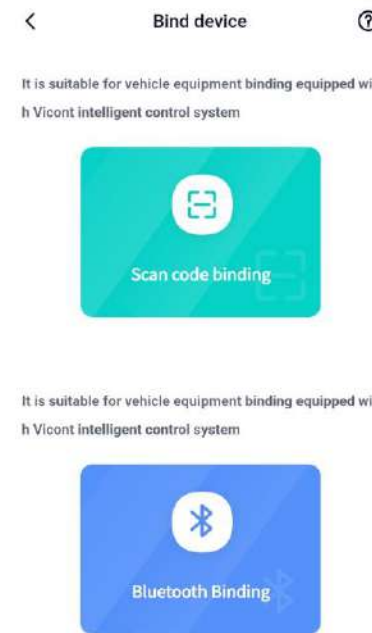 Bind device
It is suitable for vehicle equipment binding equipped wi
h Vicont intelligent control system
Scan code binding
It is suitable for vehicle equipment binding equipped wi
h Vicont intelligent control system
Bluetooth Binding